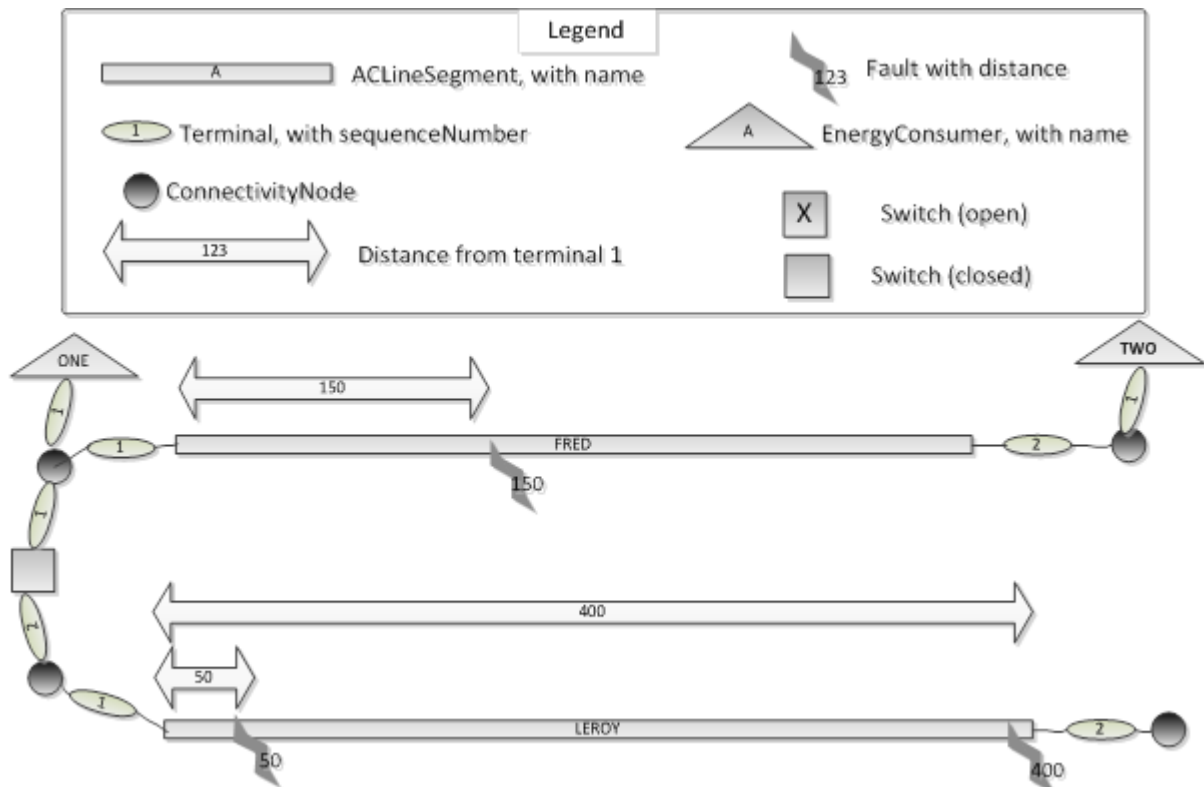 Legend
A
ACLineSegment, with name
123
Fault with distance
1
Terminal, with sequenceNumber
A
EnergyConsumer, with name
ConnectivityNode
X
Switch (open)
123
Distance from terminal 1
Switch (closed)
ONE
TWO
150
1
1
1
FRED
2
150
1
400
2
50
1
LEROY
2
50
400